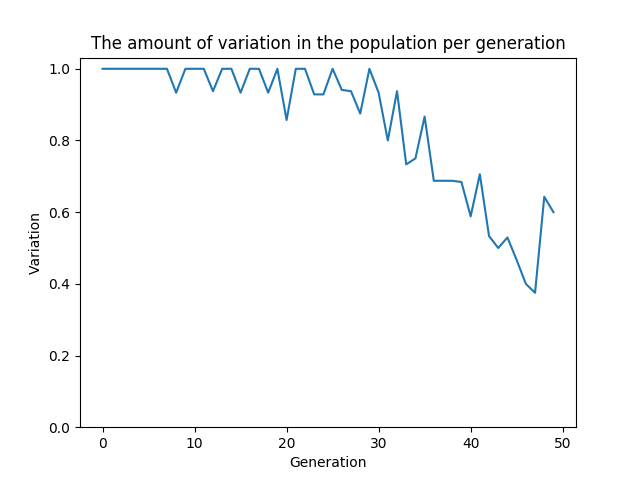 The amount of variation in the population per generation
1.0
0.8
0.6
0.4
0.2
0.0
Variation
0 10 20 30 40 50
Generation